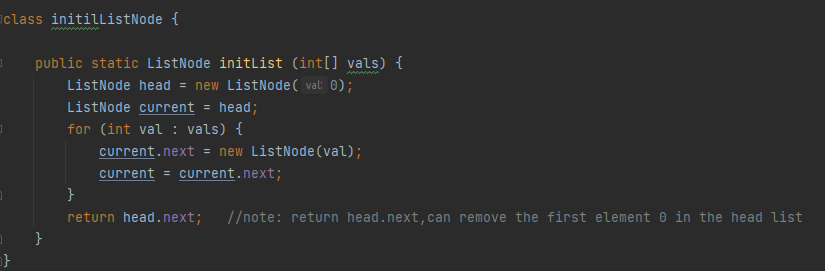 class initilListNode {
public static ListNode initList (int[] vals) {
ListNode head = new ListNode( val: 0);
ListNode current = head;
for (int val : vals) {
current.next = new ListNode(val);
current = current.next;
}
return head.next;   //note: return head.next,can remove the first element 0 in the head list
}
}